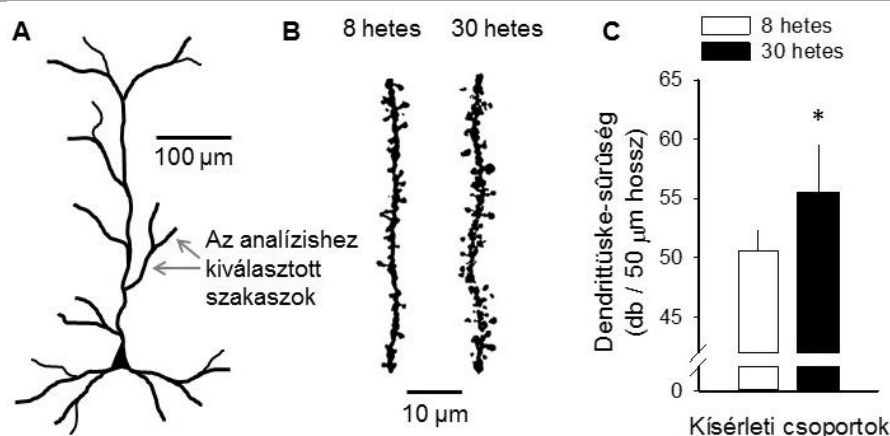 A
100 µm
Az analízishez
kiválasztott
szakaszok
B
8 hetes 30 hetes
10 µm
C
8 hetes
30 hetes
65
60
55
50
45
0
*
Dendrittüske-sûrûség
(db / 50 µm hossz)
Kísérleti csoportok